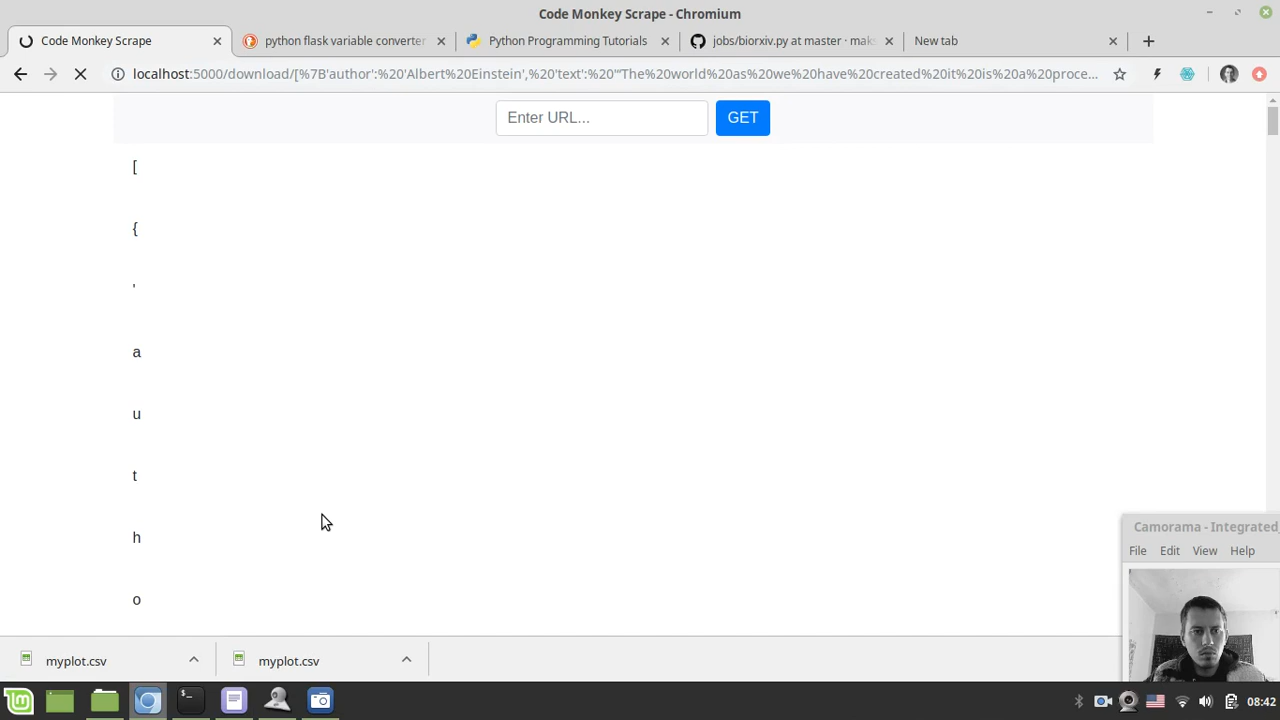 Code Monkey Scrape - Chromium
Code Monkey Scrape
python flask variable converter
Python Programming Tutorials
jobs/biorxiv.py at master · mak
New tab
localhost:5000/download/[%7B'author':%20'Albert%20Einstein',%20'text':%20'"The%20world%20as%20we%20have%20created%20it%20is%20a%20proce...
Enter URL...
GET
[
{
'
a
u
t
h
o
Camorama - Integrated
File Edit View Help
myplot.csv
myplot.csv
08:42